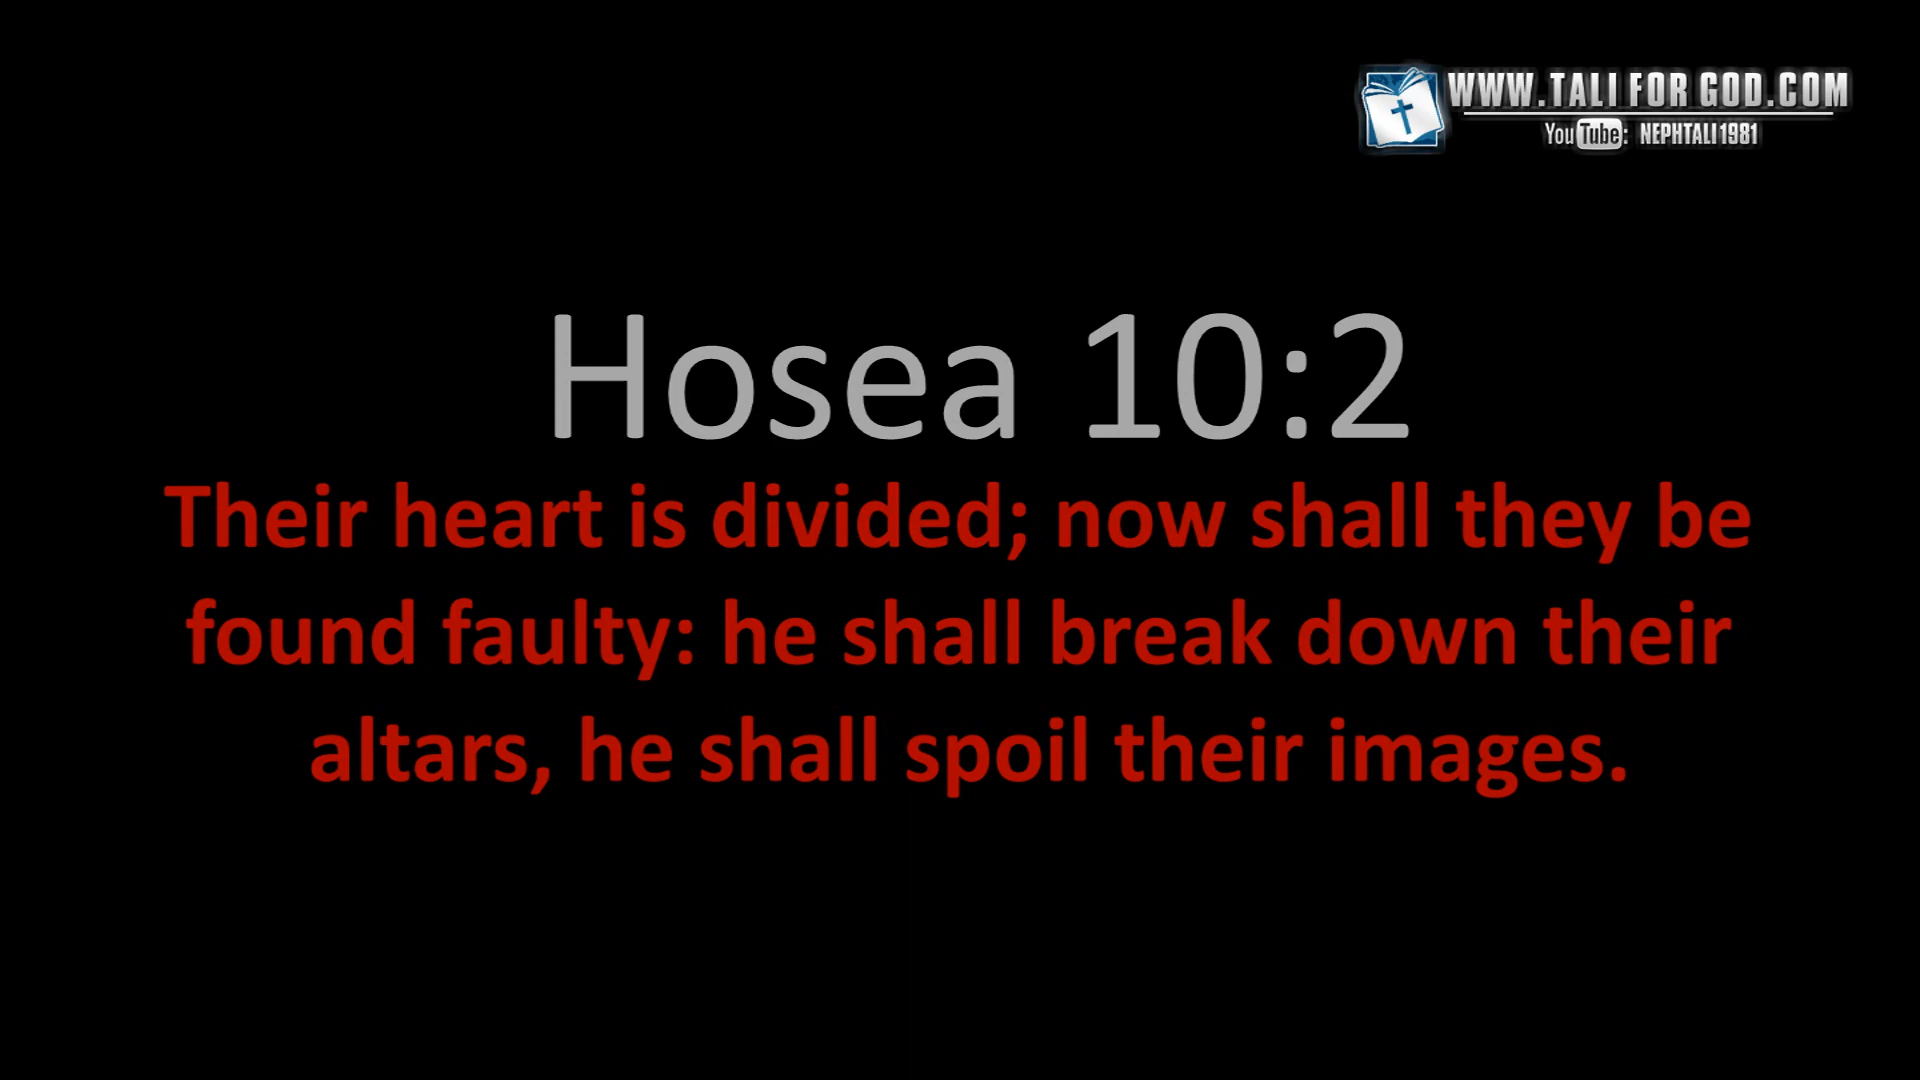 WWW.TALI FOR GOD.COM
YouTube: NEPHTALI1981
Hosea 10:2
Their heart is divided; now shall they be
found faulty: he shall break down their
altars, he shall spoil their images.